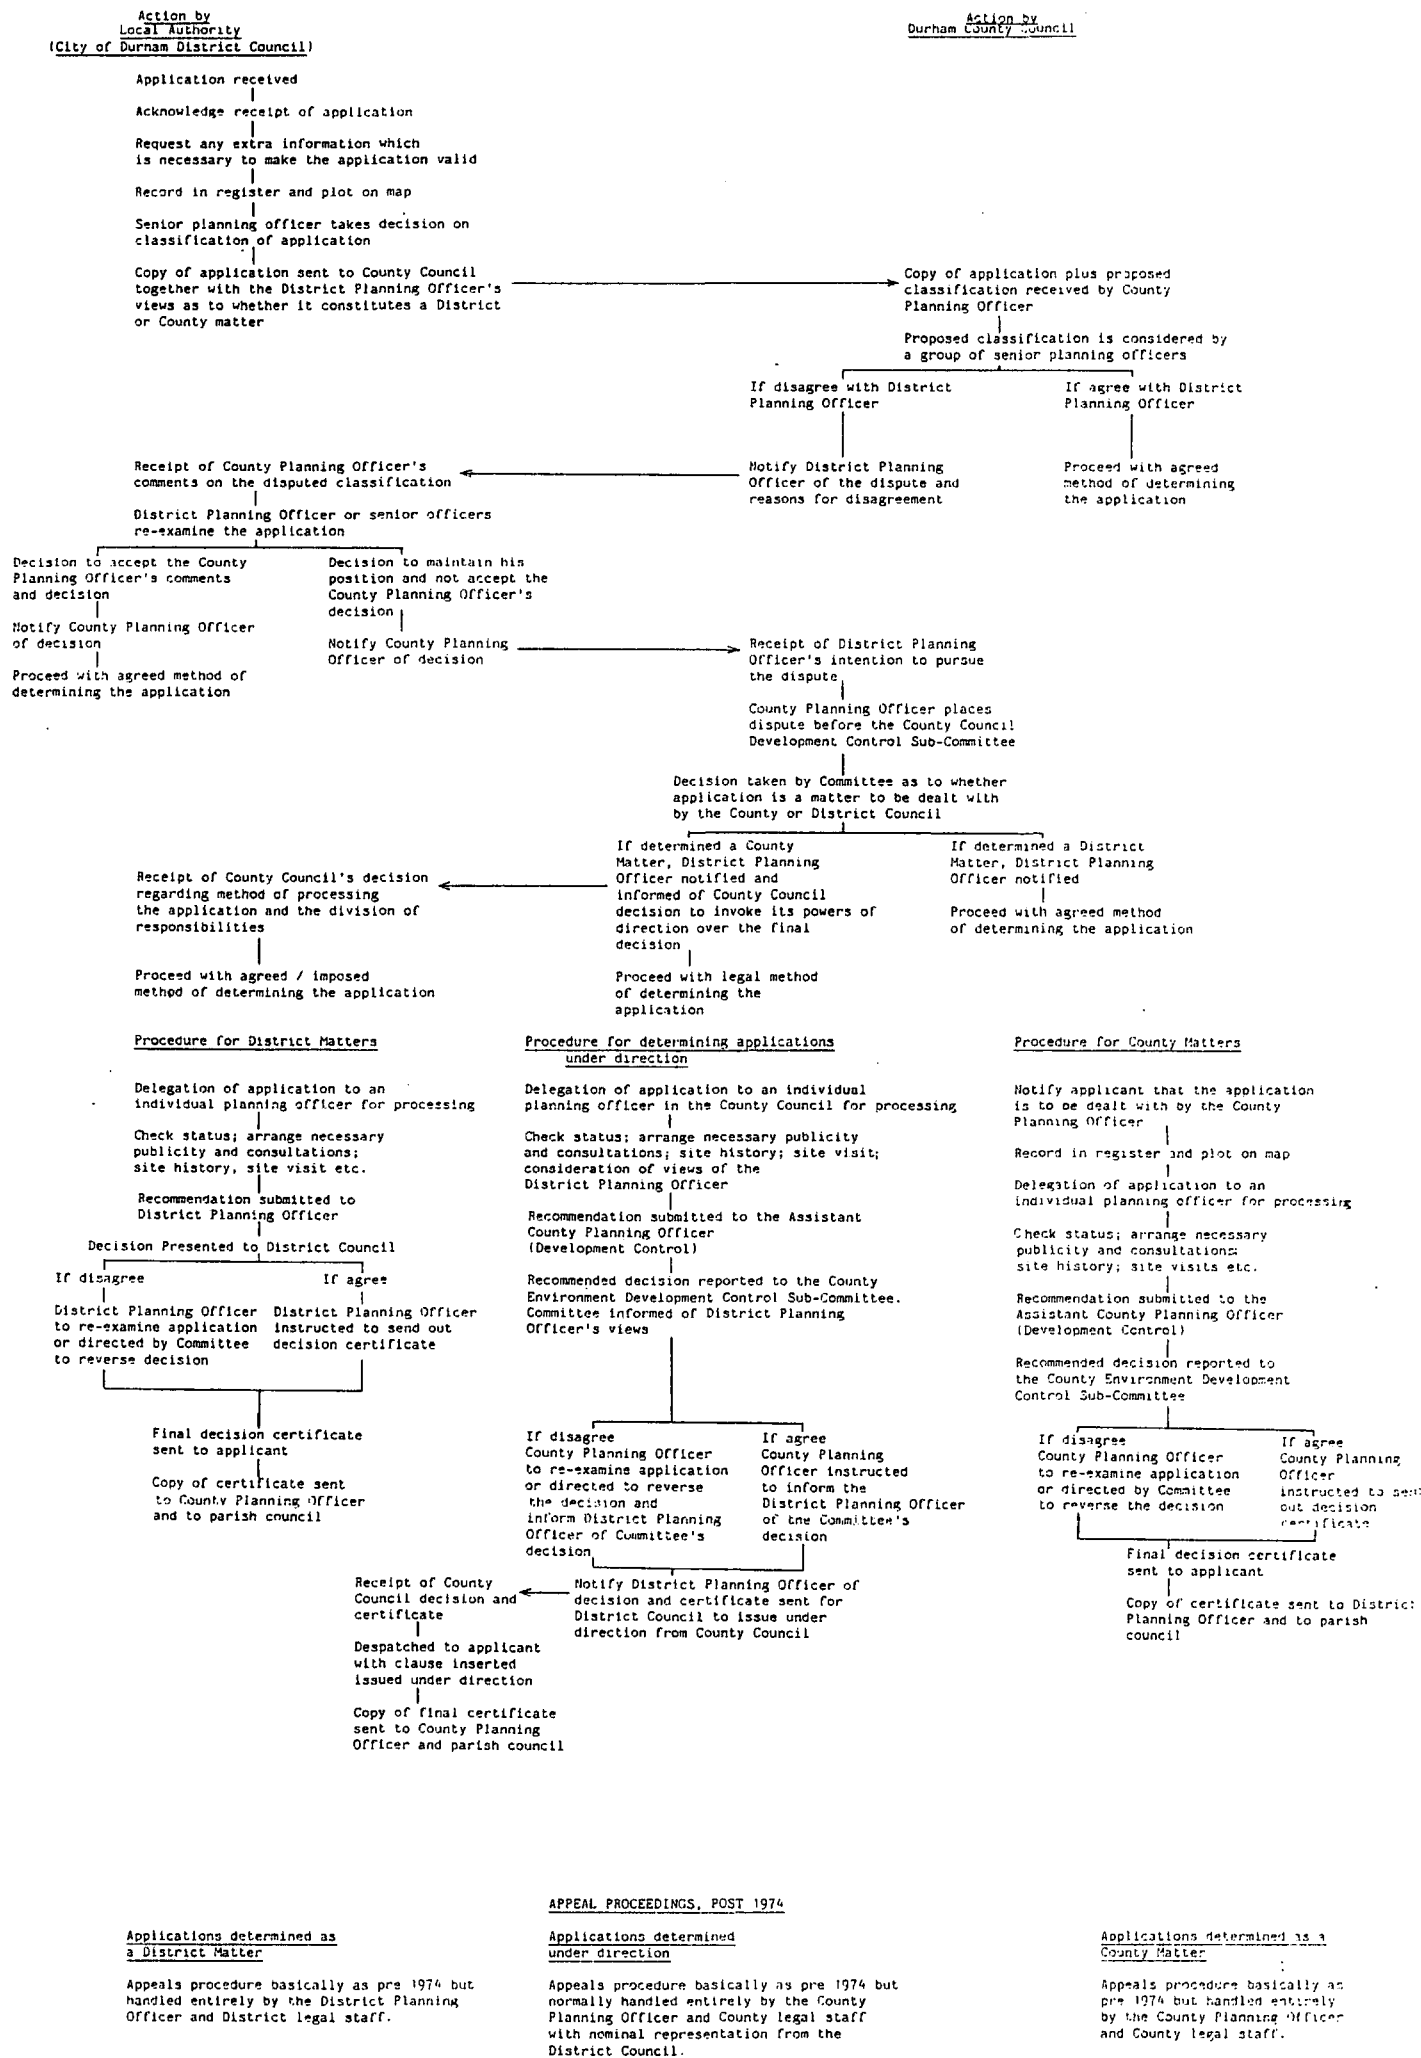 Action by
Local Authority
(City of Durham District Council)
Action by
Durham County Council
Application received
Acknowledge receipt of application
Request any extra information which
is necessary to make the application valid
Record in register and plot on map
Senior planning officer takes decision on
classification of application
Copy of application sent to County Council
together with the District Planning Officer's
views as to whether it constitutes a District
or County matter
Copy of application plus proposed
classification received by County
Planning Officer
Proposed classification is considered by
a group of senior planning officers
If disagree with District
Planning Officer
If agree with District
Planning Officer
Notify District Planning
Officer of the dispute and
reasons for disagreement
Proceed with agreed
method of determining
the application
Receipt of County Planning Officer's
comments on the disputed classification
District Planning Officer or senior officers
re-examine the application
Decision to accept the County
Planning Officer's comments
and decision
Notify County Planning Officer
of decision
Proceed with agreed method of
determining the application
Decision to maintain his
position and not accept the
County Planning Officer's
decision
Notify County Planning
Officer of decision
Receipt of District Planning
Officer's intention to pursue
the dispute
County Planning Officer places
dispute before the County Council
Development Control Sub-Committee
Decision taken by Committee as to whether
application is a matter to be dealt with
by the County or District Council
If determined a County
Matter, District Planning
Officer notified and
informed of County Council
decision to invoke its powers of
direction over the final
decision
Proceed with legal method
of determining the
application
If determined a District
Matter, District Planning
Officer notified
Proceed with agreed method
of determining the application
Receipt of County Council's decision
regarding method of processing
the application and the division of
responsibilities
Proceed with agreed / imposed
method of determining the application
Procedure for District Matters
Delegation of application to an
individual planning officer for processing
Check status; arrange necessary
publicity and consultations;
site history, site visit etc.
Recommendation submitted to
District Planning Officer
Decision Presented to District Council
If disagree
District Planning Officer
to re-examine application
or directed by Committee
to reverse decision
If agree
District Planning Officer
instructed to send out
decision certificate
Final decision certificate
sent to applicant
Copy of certificate sent
to County Planning Officer
and to parish council
Procedure for determining applications
under direction
Delegation of application to an individual
planning officer in the County Council for processing
Check status; arrange necessary publicity
and consultations; site history; site visit;
consideration of views of the
District Planning Officer
Recommendation submitted to the Assistant
County Planning Officer
(Development Control)
Recommended decision reported to the County
Environment Development Control Sub-Committee.
Committee informed of District Planning
Officer's views
If disagree
County Planning Officer
to re-examine application
or directed to reverse
the decision and
inform District Planning
Officer of Committee's
decision
If agree
County Planning
Officer instructed
to inform the
District Planning Officer
of the Committee's
decision
Notify District Planning Officer of
decision and certificate sent for
District Council to issue under
direction from County Council
Receipt of County
Council decision and
certificate
Despatched to applicant
with clause inserted
issued under direction
Copy of final certificate
sent to County Planning
Officer and parish council
Procedure for County Matters
Notify applicant that the application
is to be dealt with by the County
Planning Officer
Record in register and plot on map
Delegation of application to an
individual planning officer for processing
Check status; arrange necessary
publicity and consultations;
site history; site visits etc.
Recommendation submitted to the
Assistant County Planning Officer
(Development Control)
Recommended decision reported to
the County Environment Development
Control Sub-Committee
If disagree
County Planning Officer
to re-examine application
or directed by Committee
to reverse the decision
If agree
County Planning
Officer
instructed to send
out decision
certificate
Final decision certificate
sent to applicant
Copy of certificate sent to District
Planning Officer and to parish
council
APPEAL PROCEEDINGS, POST 1974
Applications determined as
a District Matter
Appeals procedure basically as pre 1974 but
handled entirely by the District Planning
Officer and District legal staff.
Applications determined
under direction
Appeals procedure basically as pre 1974 but
normally handled entirely by the County
Planning Officer and County legal staff
with nominal representation from the
District Council.
Applications determined as a
County Matter
Appeals procedure basically as
pre 1974 but handled entirely
by the County Planning Officer
and County legal staff.